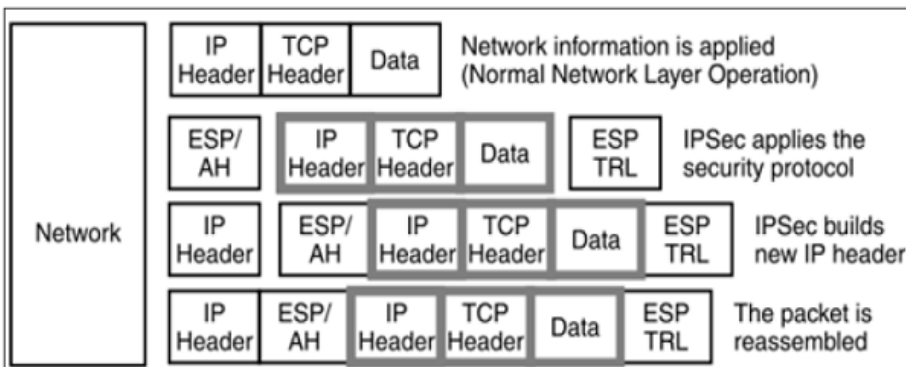 Network
IP Header TCP Header Data Network information is applied
(Normal Network Layer Operation)
ESP/ AH IP Header TCP Header Data ESP TRL IPSec applies the
security protocol
IP Header ESP/ AH IP Header TCP Header Data ESP TRL IPSec builds
new IP header
IP Header ESP/ AH IP Header TCP Header Data ESP TRL The packet is
reassembled